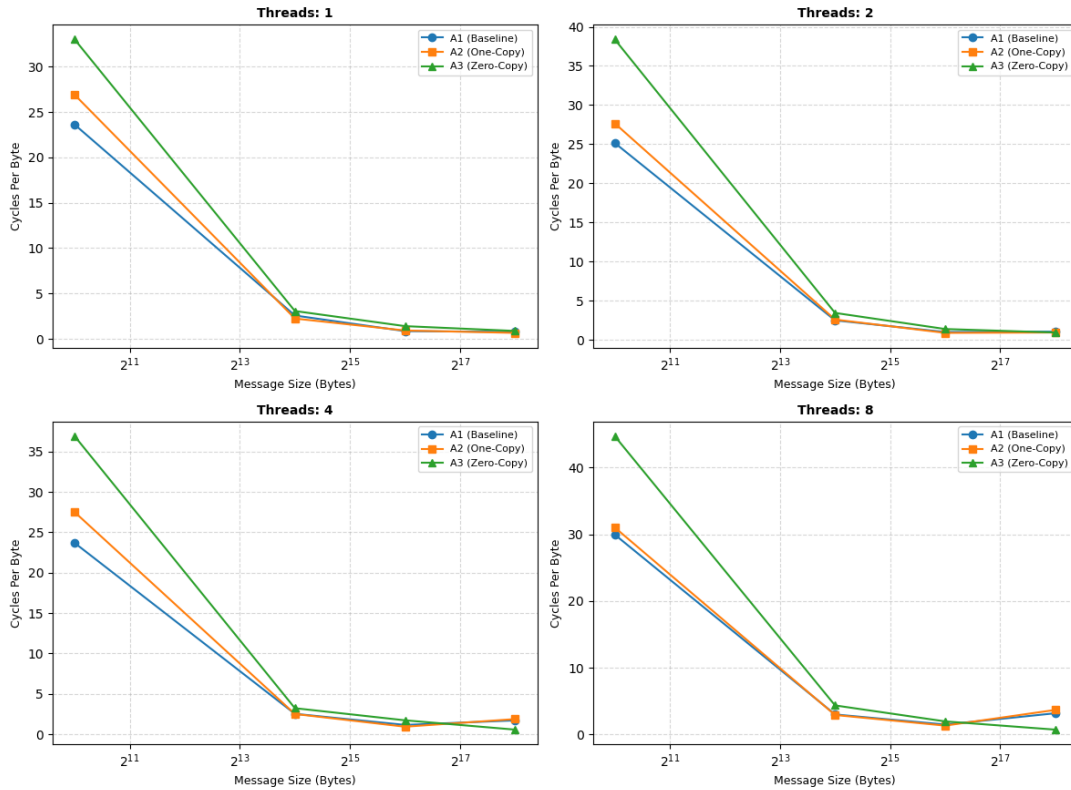 Threads: 1
A1 (Baseline)
A2 (One-Copy)
A3 (Zero-Copy)
Cycles Per Byte
30
25
20
15
10
5
0
2^11
2^13
2^15
2^17
Message Size (Bytes)
Threads: 2
A1 (Baseline)
A2 (One-Copy)
A3 (Zero-Copy)
Cycles Per Byte
40
35
30
25
20
15
10
5
0
2^11
2^13
2^15
2^17
Message Size (Bytes)
Threads: 4
A1 (Baseline)
A2 (One-Copy)
A3 (Zero-Copy)
Cycles Per Byte
35
30
25
20
15
10
5
0
2^11
2^13
2^15
2^17
Message Size (Bytes)
Threads: 8
A1 (Baseline)
A2 (One-Copy)
A3 (Zero-Copy)
Cycles Per Byte
40
30
20
10
0
2^11
2^13
2^15
2^17
Message Size (Bytes)